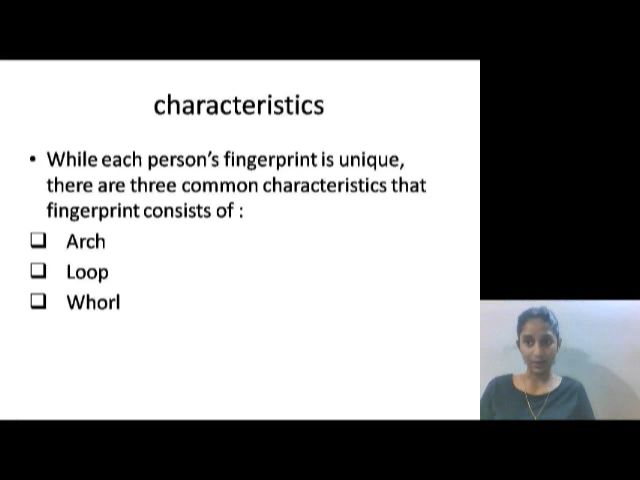 characteristics
• While each person's fingerprint is unique,
there are three common characteristics that
fingerprint consists of :
❑ Arch
❑ Loop
❑ Whorl